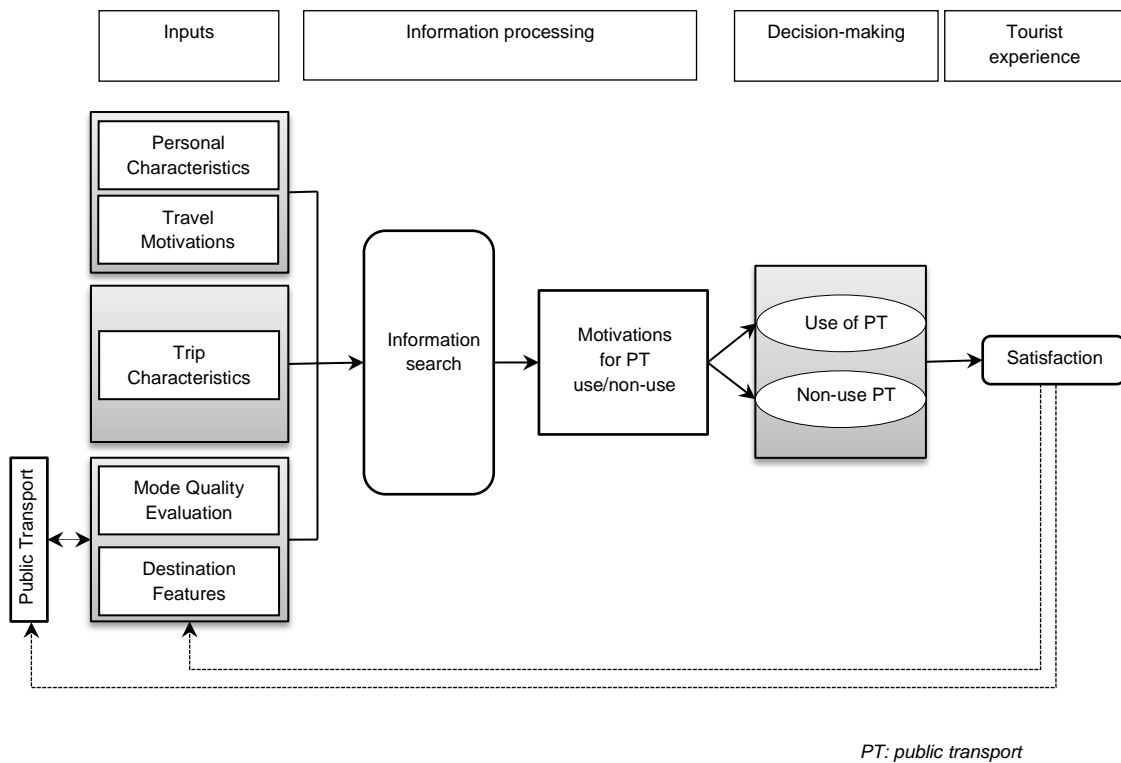 Inputs
Information processing
Decision-making
Tourist
experience
Personal
Characteristics
Travel
Motivations
Trip
Characteristics
Mode Quality
Evaluation
Destination
Features
Public Transport
Information
search
Motivations
for PT
use/non-use
Use of PT
Non-use PT
Satisfaction
PT: public transport